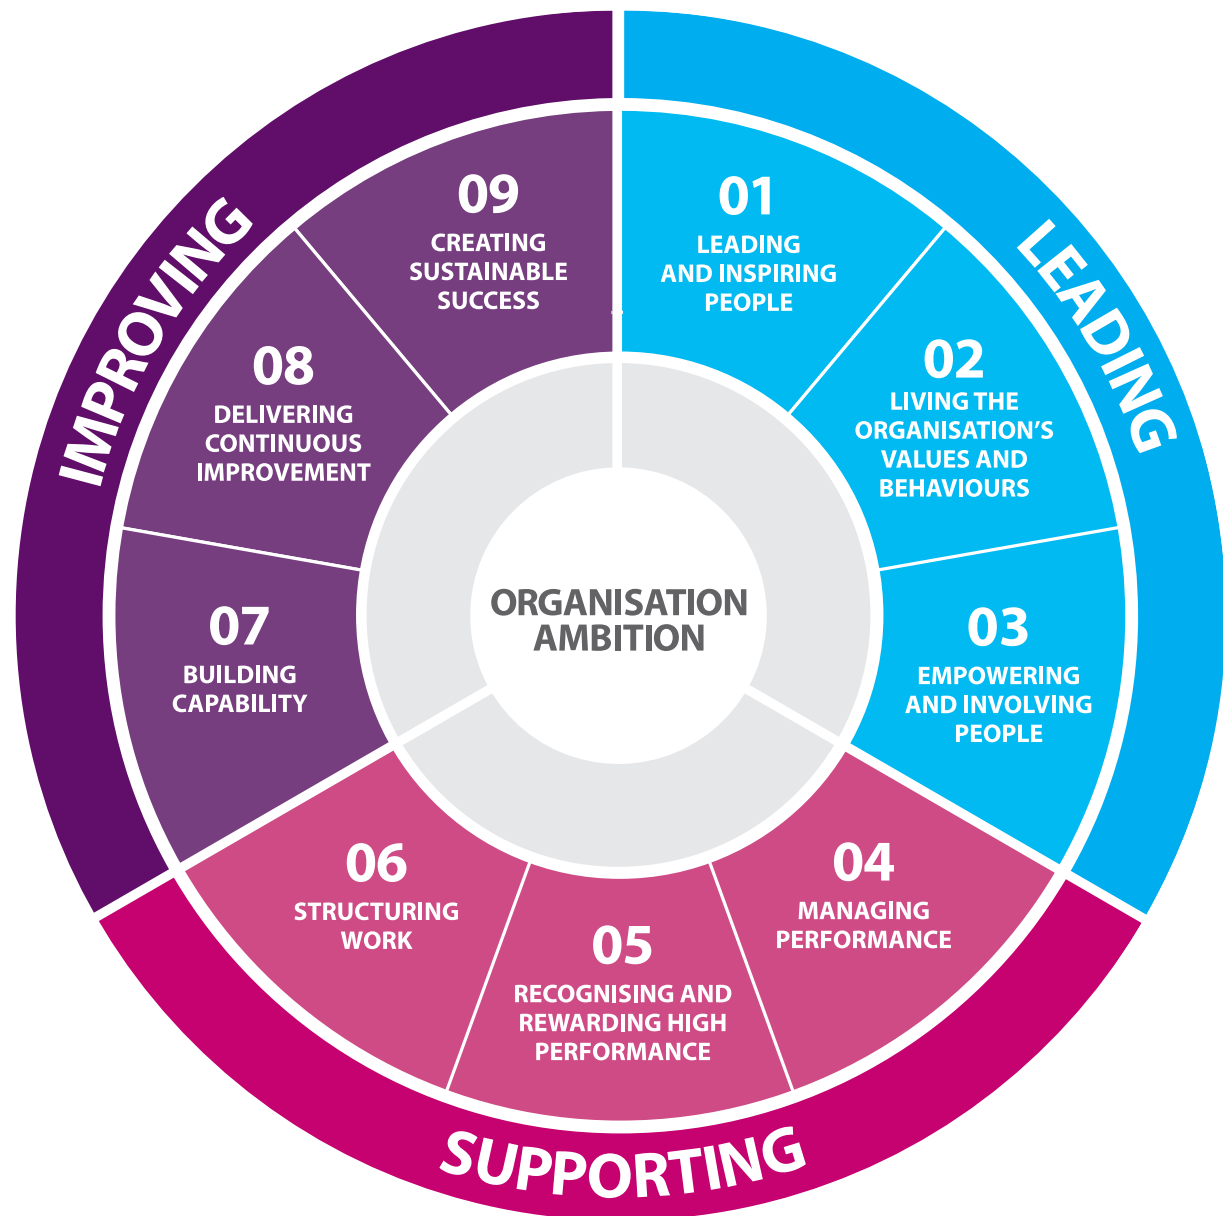 IMPROVING
LEADING
SUPPORTING
01
LEADING
AND INSPIRING
PEOPLE
02
LIVING THE
ORGANISATION'S
VALUES AND
BEHAVIOURS
03
EMPOWERING
AND INVOLVING
PEOPLE
04
MANAGING
PERFORMANCE
05
RECOGNISING AND
REWARDING HIGH
PERFORMANCE
06
STRUCTURING
WORK
07
BUILDING
CAPABILITY
08
DELIVERING
CONTINUOUS
IMPROVEMENT
09
CREATING
SUSTAINABLE
SUCCESS
ORGANISATION
AMBITION